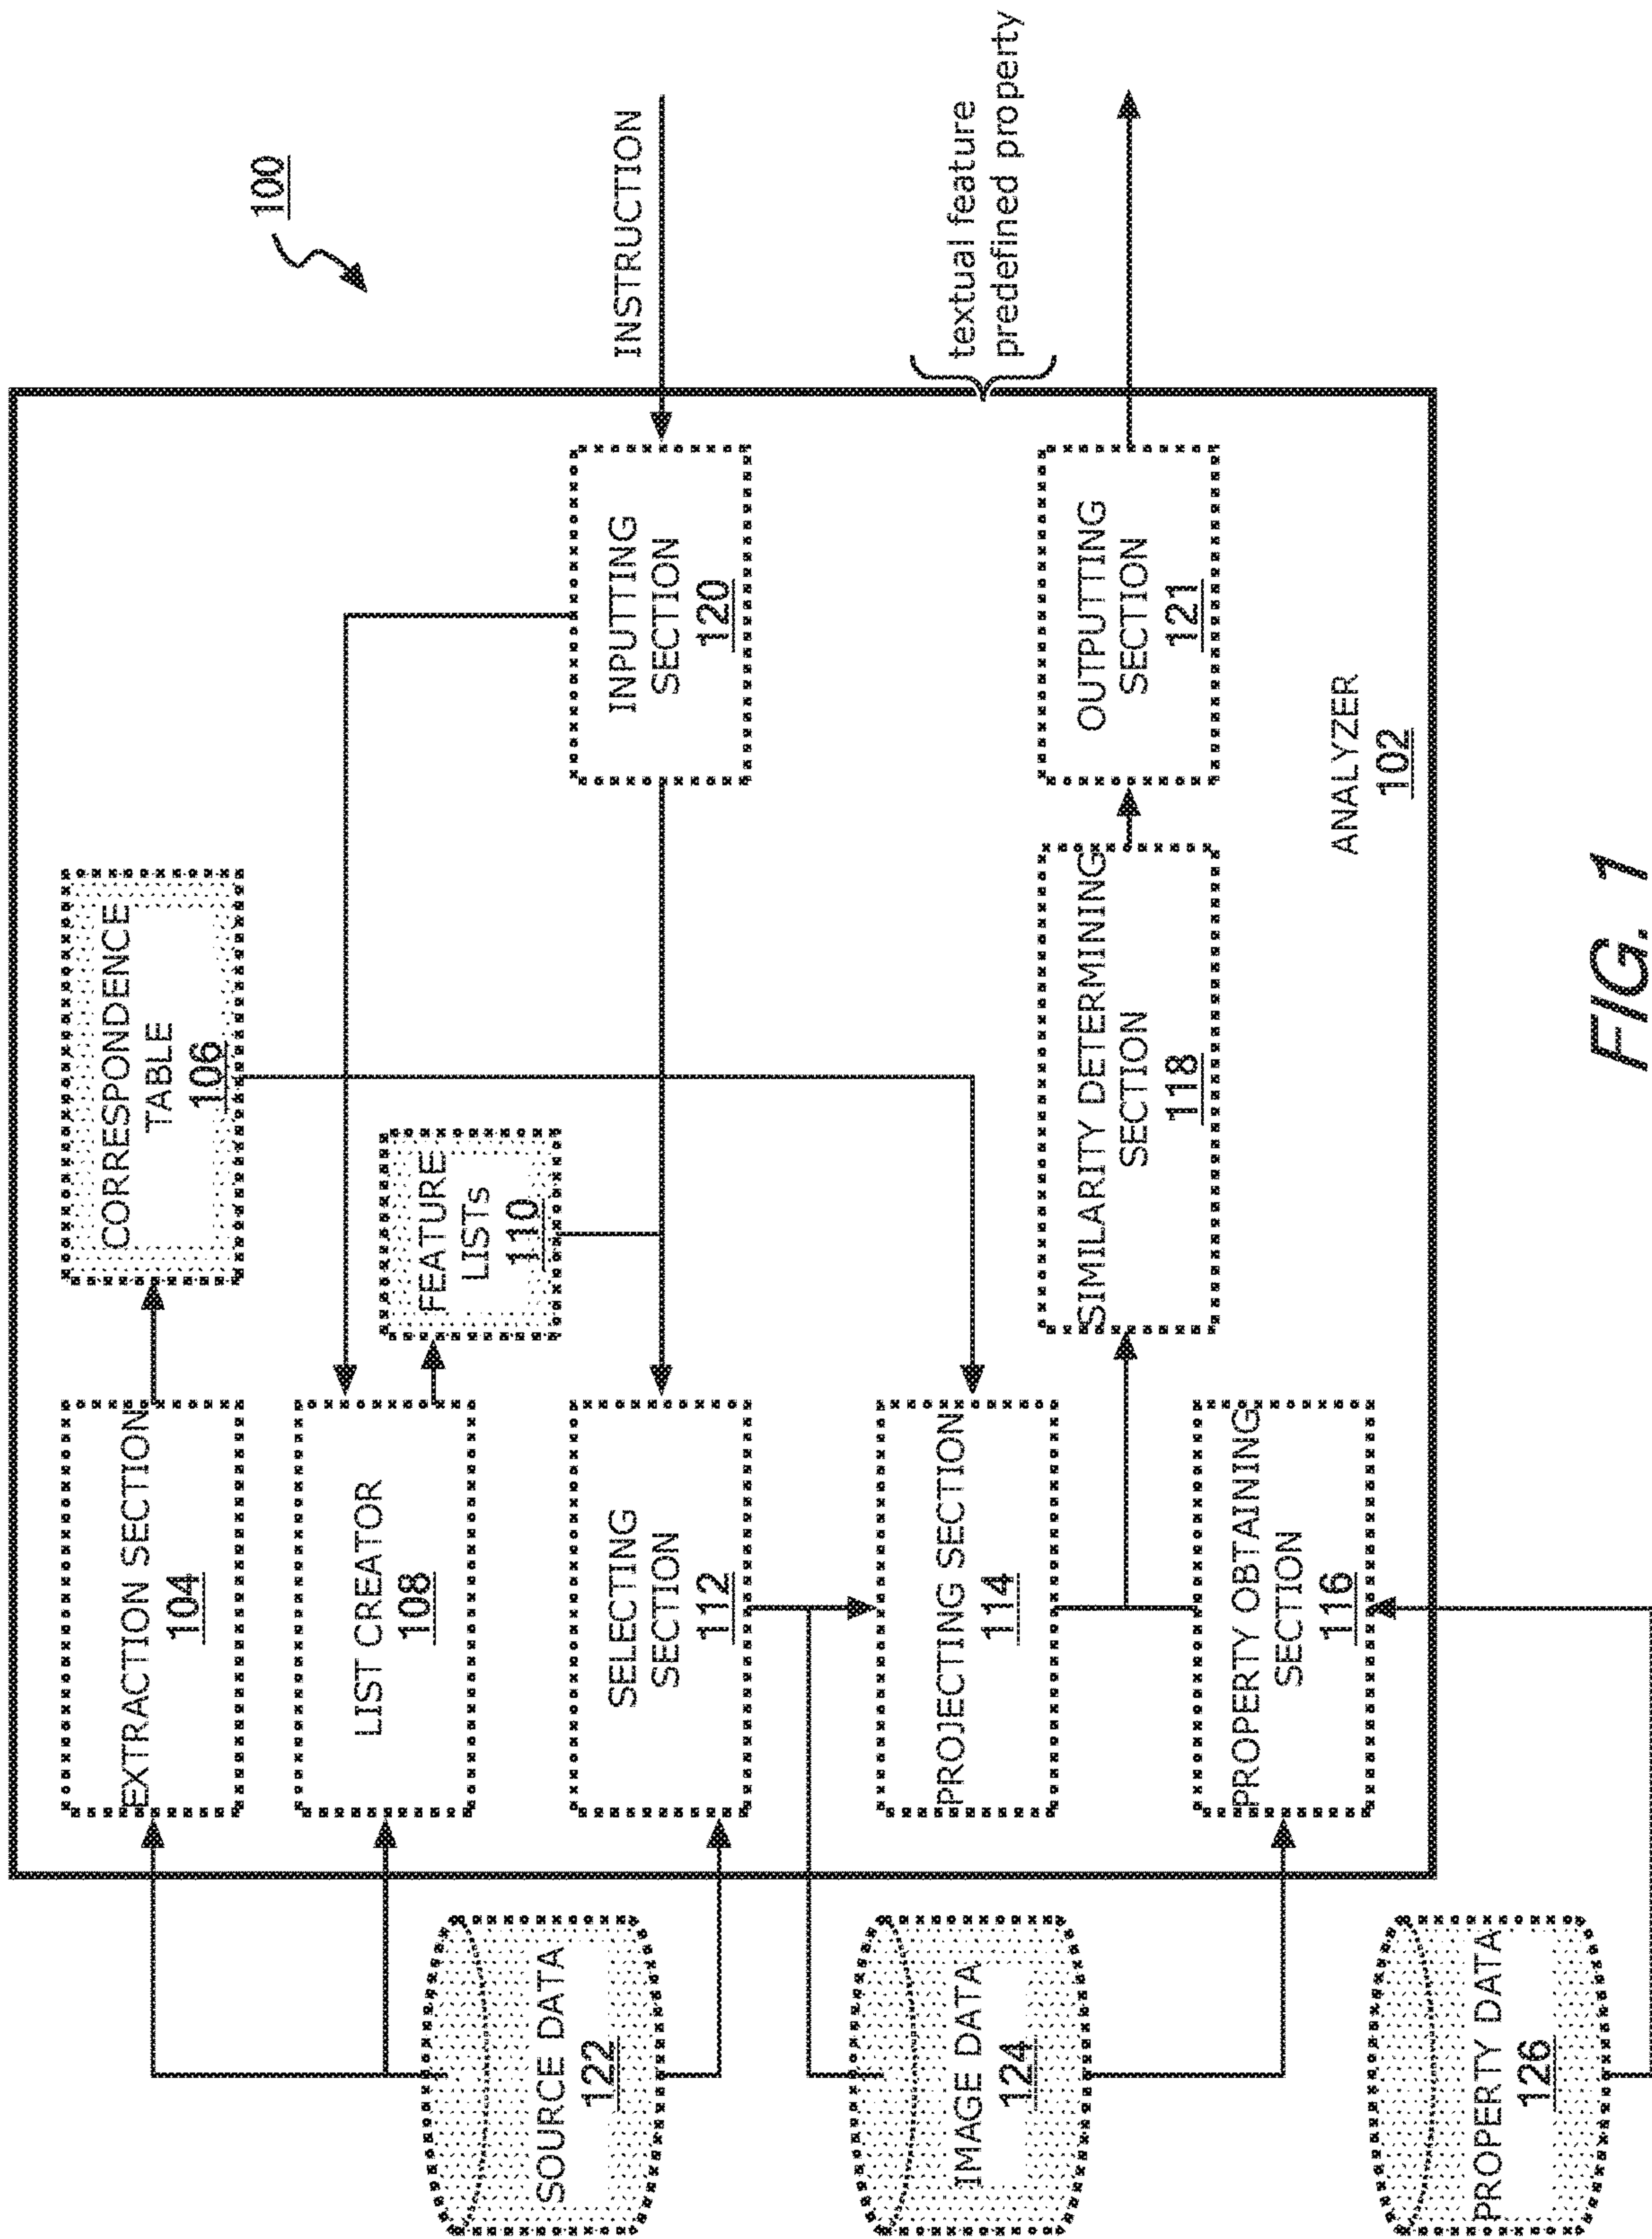 100
INSTRUCTION
textual feature
predefined property
EXTRACTION SECTION
104
CORRESPONDENCE
TABLE
106
LIST CREATOR
108
FEATURE
LISTs
110
INPUTTING
SECTION
120
SOURCE DATA
122
SELECTING
SECTION
112
IMAGE DATA
124
PROJECTING SECTION
114
SIMILARITY DETERMINING
SECTION
118
OUTPUTING
SECTION
121
PROPERTY OBTAINING
SECTION
116
ANALYZER
102
PROPERTY DATA
126
FIG. 1